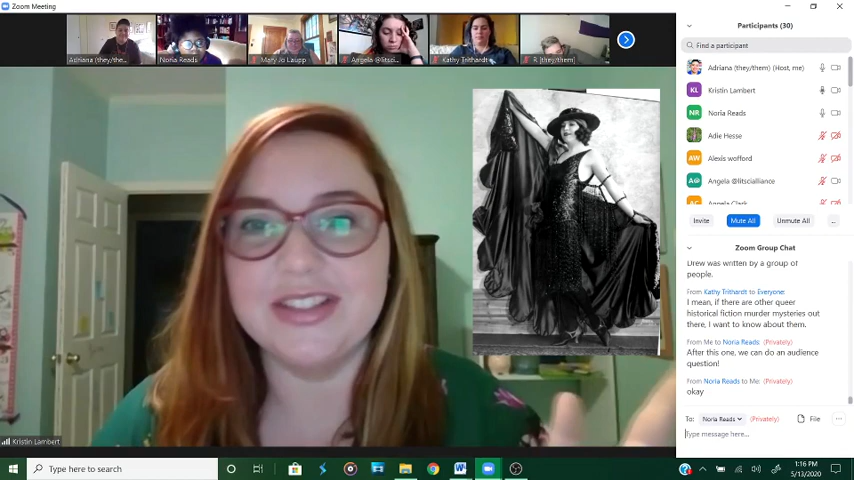 Zoom Meeting
Adriana (they/the
Noria Reads
Mary Jo Laupp
Angela @litsci...
Kathy Trithardt
R (they/them)
Kristin Lambert
Participants (30)
Find a participant
Adriana (they/them) (Host, me)
KL Kristin Lambert
NR Noria Reads
Adie Hesse
AW Alexis wofford
A@ Angela @litscialliance
AC Angela Clark
Invite
Mute All
Unmute All
...
Zoom Group Chat
Drew was written by a group of
people.
From Kathy Trithardt to Everyone:
I mean, if there are other queer
historical fiction murder mysteries out
there, I want to know about them.
From Me to Noria Reads: (Privately)
After this one, we can do an audience
question!
From Noria Reads to Me: (Privately)
okay
To: Noria Reads (Privately) File ...
Type message here...
Type here to search
1:16 PM
5/13/2020